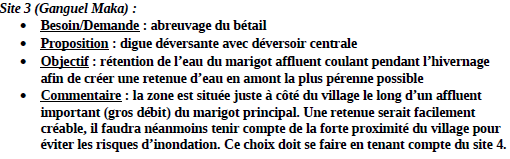 Site 3 (Ganguel Maka) :
• Besoin/Demande : abreuvage du bétail
• Proposition : digue déversante avec déversoir centrale
• Objectif : rétention de l'eau du marigot affluent coulant pendant l'hivernage
afin de créer une retenue d'eau en amont la plus pérenne possible
• Commentaire : la zone est située juste à côté du village le long d'un affluent
important (gros débit) du marigot principal. Une retenue serait facilement
créable, il faudra néanmoins tenir compte de la forte proximité du village pour
éviter les risques d'inondation. Ce choix doit se faire en tenant compte du site 4.